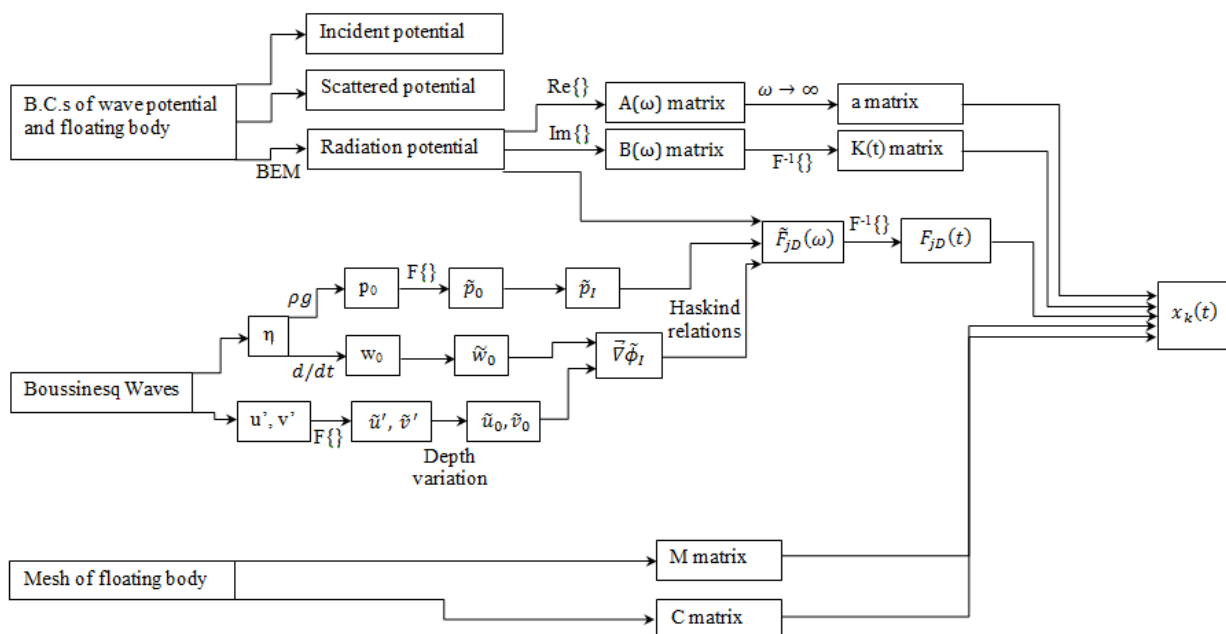 Incident potential
Scattered potential
B.C.s of wave potential
and floating body
BEM
Radiation potential
Re{}
A(ω) matrix
ω → ∞
a matrix
Im{}
B(ω) matrix
F⁻¹{}
K(t) matrix
F̃ⱼD(ω)
F⁻¹{}
FⱼD(t)
xₖ(t)
Boussinesq Waves
η
ρg
p₀
F{}
p̃₀
p̃_I
d/dt
w₀
w̃₀
∇⃗ϕ̃_I
Haskind
relations
u’, v’
F{}
ũ′, ṽ′
Depth
variation
ũ₀, ṽ₀
Mesh of floating body
M matrix
C matrix